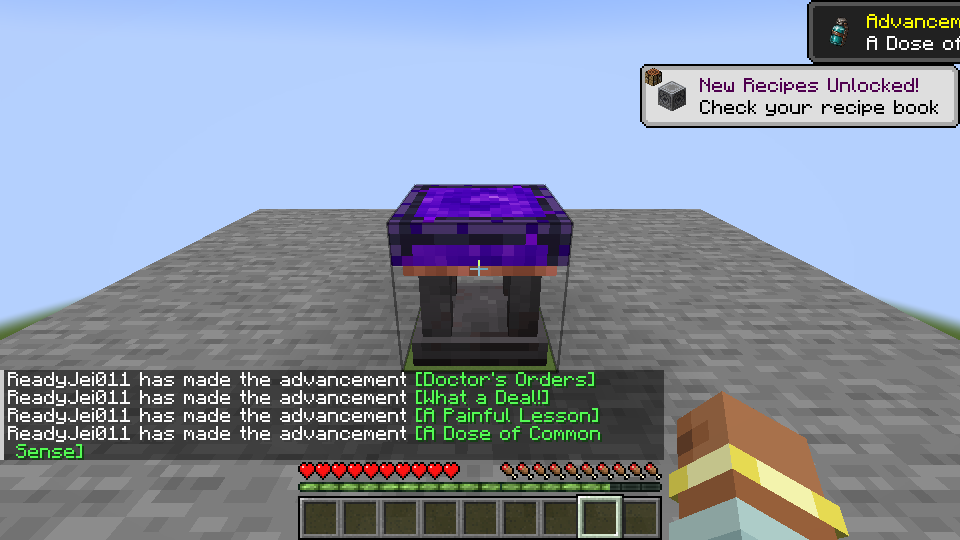 Advancem
A Dose of
New Recipes Unlocked!
Check your recipe book
ReadyJei011 has made the advancement [Doctor's Orders]
ReadyJei011 has made the advancement [What a Deal!]
ReadyJei011 has made the advancement [A Painful Lesson]
ReadyJei011 has made the advancement [A Dose of Common
Sense]